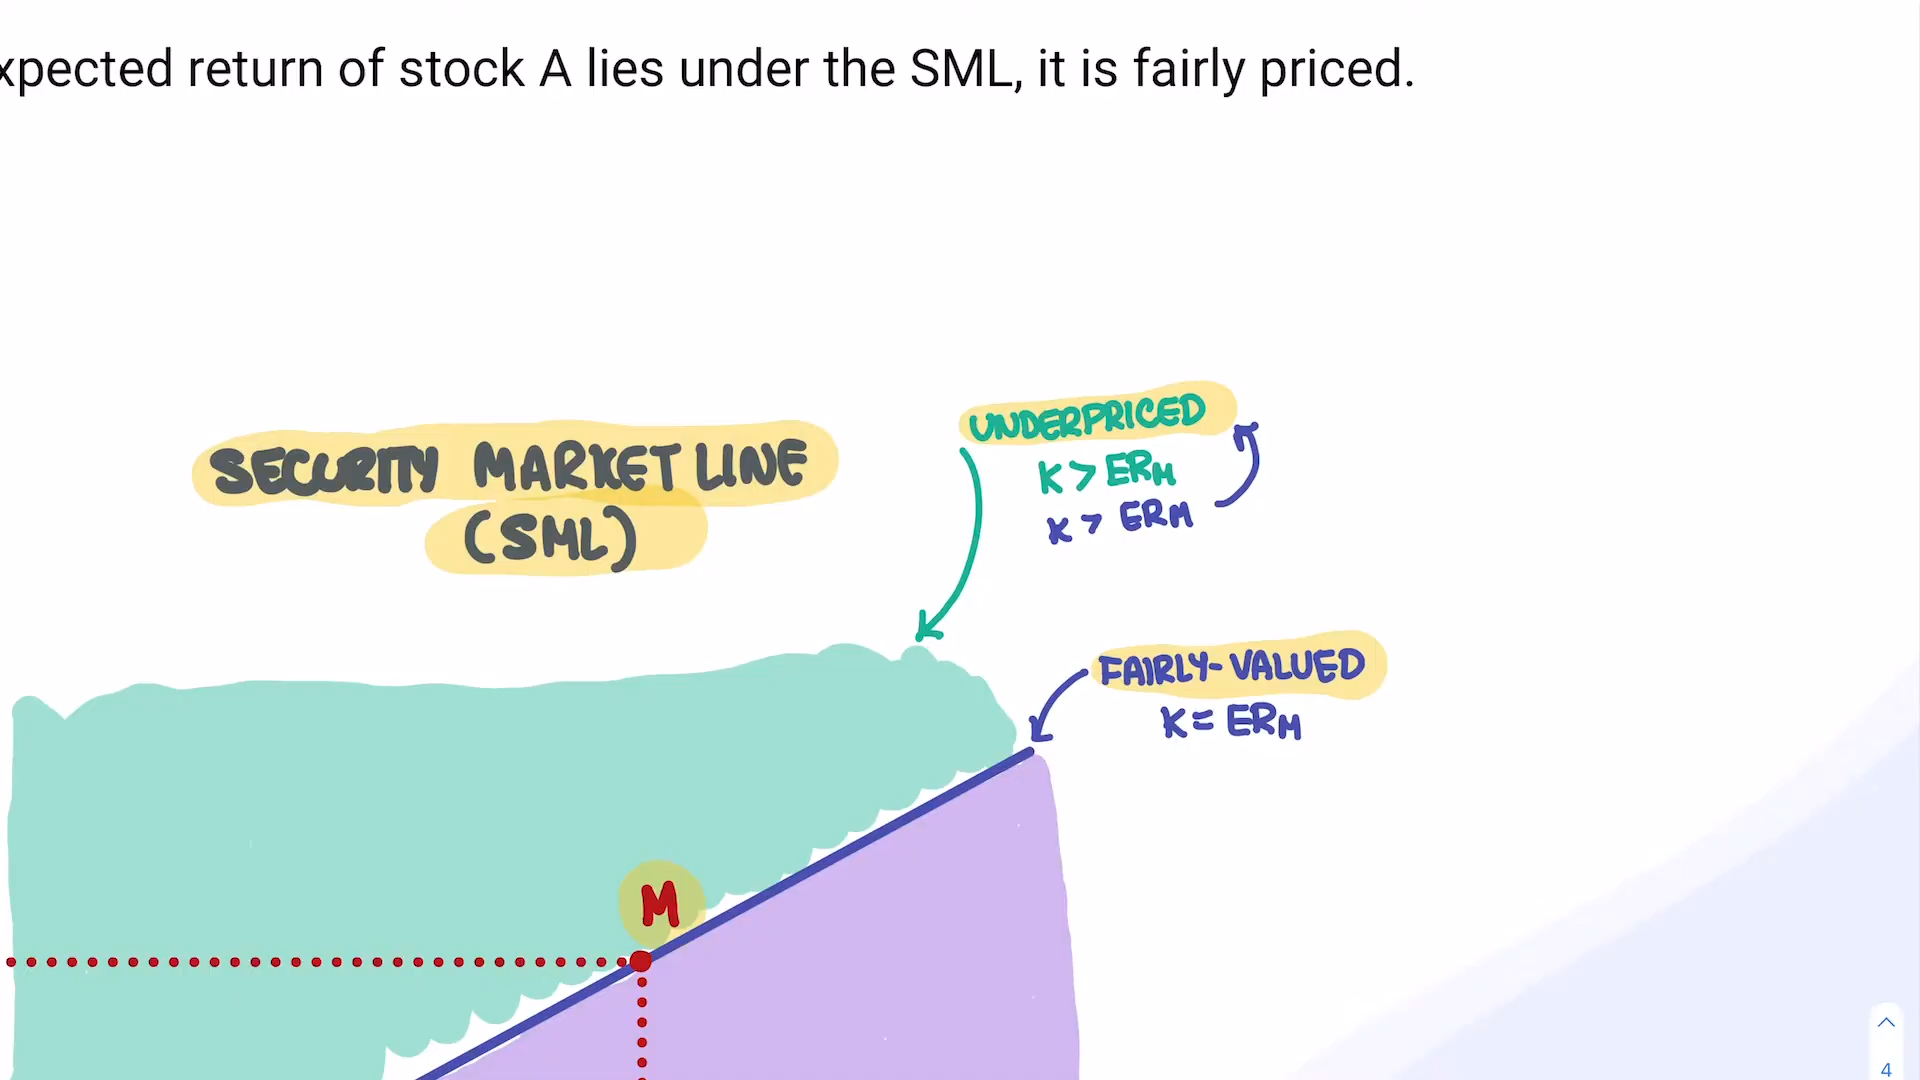 xpected return of stock A lies under the SML, it is fairly priced.
UNDERPRICED
K > ERM
K > ERM
SECURITY MARKET LINE
(SML)
FAIRLY-VALUED
K = ERM
M
4